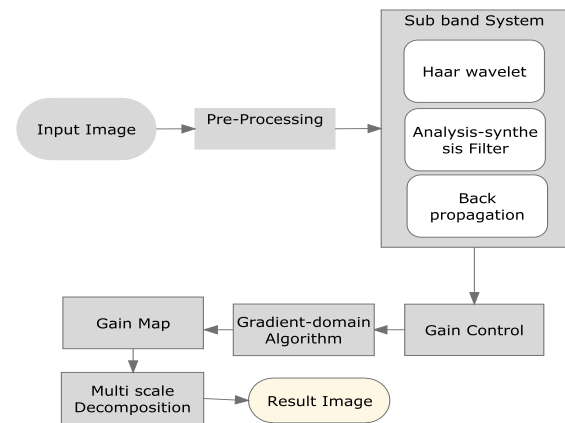 Sub band System
Haar wavelet
Input Image
Pre-Processing
Analysis-synthe
sis Filter
Back
propagation
Gain Map
Gradient-domain
Algorithm
Gain Control
Multi scale
Decomposition
Result Image